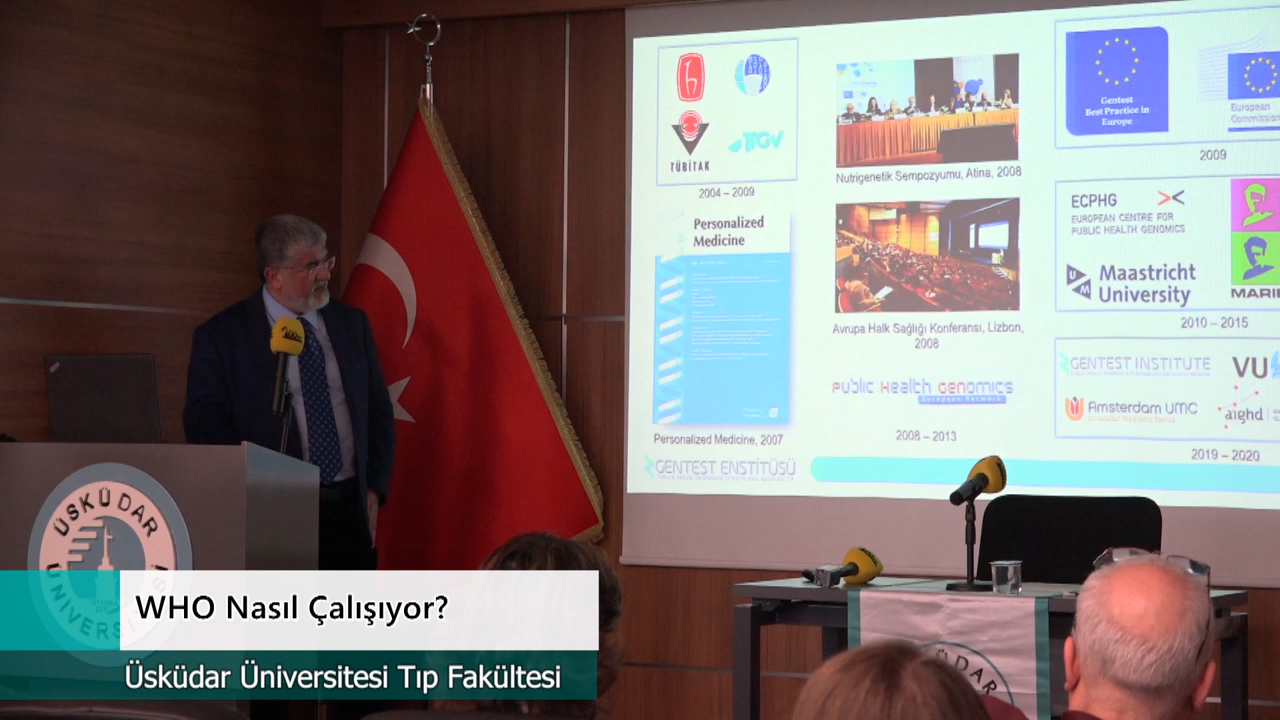 TÜBİTAK
TTGV
2004 – 2009
Personalized
Medicine
Personalized Medicine, 2007
GENTEST ENSTİTÜSÜ
Nutrigenetik Sempozyumu, Atina, 2008
Avrupa Halk Sağlığı Konferansı, Lizbon,
2008
Public Health Genomics
European Network
2008 – 2013
Gentest
Best Practice in
Europe
European
Commission
2009
ECPHG
EUROPEAN CENTRE FOR
PUBLIC HEALTH GENOMICS
UM
Maastricht
University
MARIE
2010 – 2015
GENTEST INSTITUTE
VU
Amsterdam UMC
aighd
2019 – 2020
ÜSKÜDAR
ÜNİVERSİTESİ
WHO Nasıl Çalışıyor?
Üsküdar Üniversitesi Tıp Fakültesi